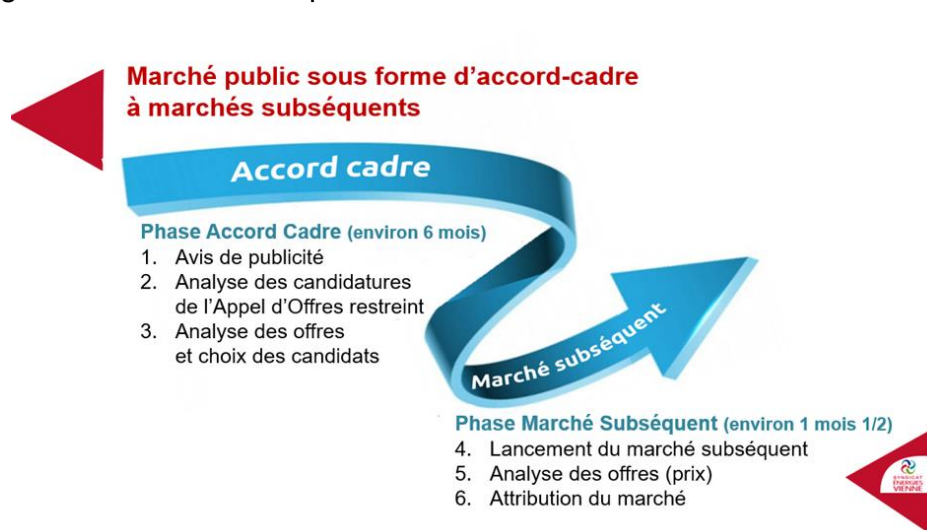 Marché public sous forme d'accord-cadre
à marchés subséquents
Accord cadre
Phase Accord Cadre (environ 6 mois)
1. Avis de publicité
2. Analyse des candidatures
de l'Appel d'Offres restreint
3. Analyse des offres
et choix des candidats
Marché subséquent
Phase Marché Subséquent (environ 1 mois 1/2)
4. Lancement du marché subséquent
5. Analyse des offres (prix)
6. Attribution du marché
SYNDICAT
ÉNERGIES
VIENNE